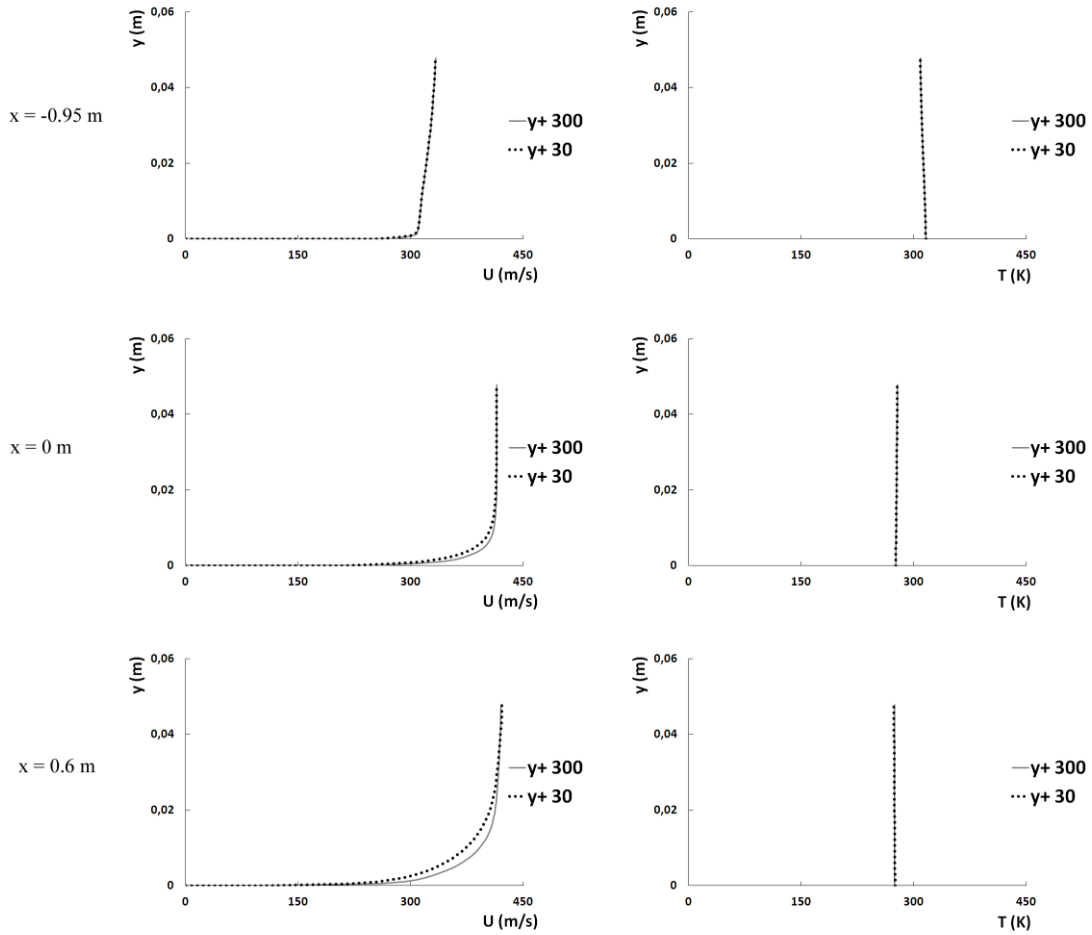 y (m)
0,06
0,04
0,02
0
0
150
300
450
U (m/s)
y+ 300
y+ 30
x = -0.95 m
y (m)
0,06
0,04
0,02
0
0
150
300
450
T (K)
y+ 300
y+ 30
y (m)
0,06
0,04
0,02
0
0
150
300
450
U (m/s)
y+ 300
y+ 30
x = 0 m
y (m)
0,06
0,04
0,02
0
0
150
300
450
T (K)
y+ 300
y+ 30
y (m)
0,06
0,04
0,02
0
0
150
300
450
U (m/s)
y+ 300
y+ 30
x = 0.6 m
y (m)
0,06
0,04
0,02
0
0
150
300
450
T (K)
y+ 300
y+ 30